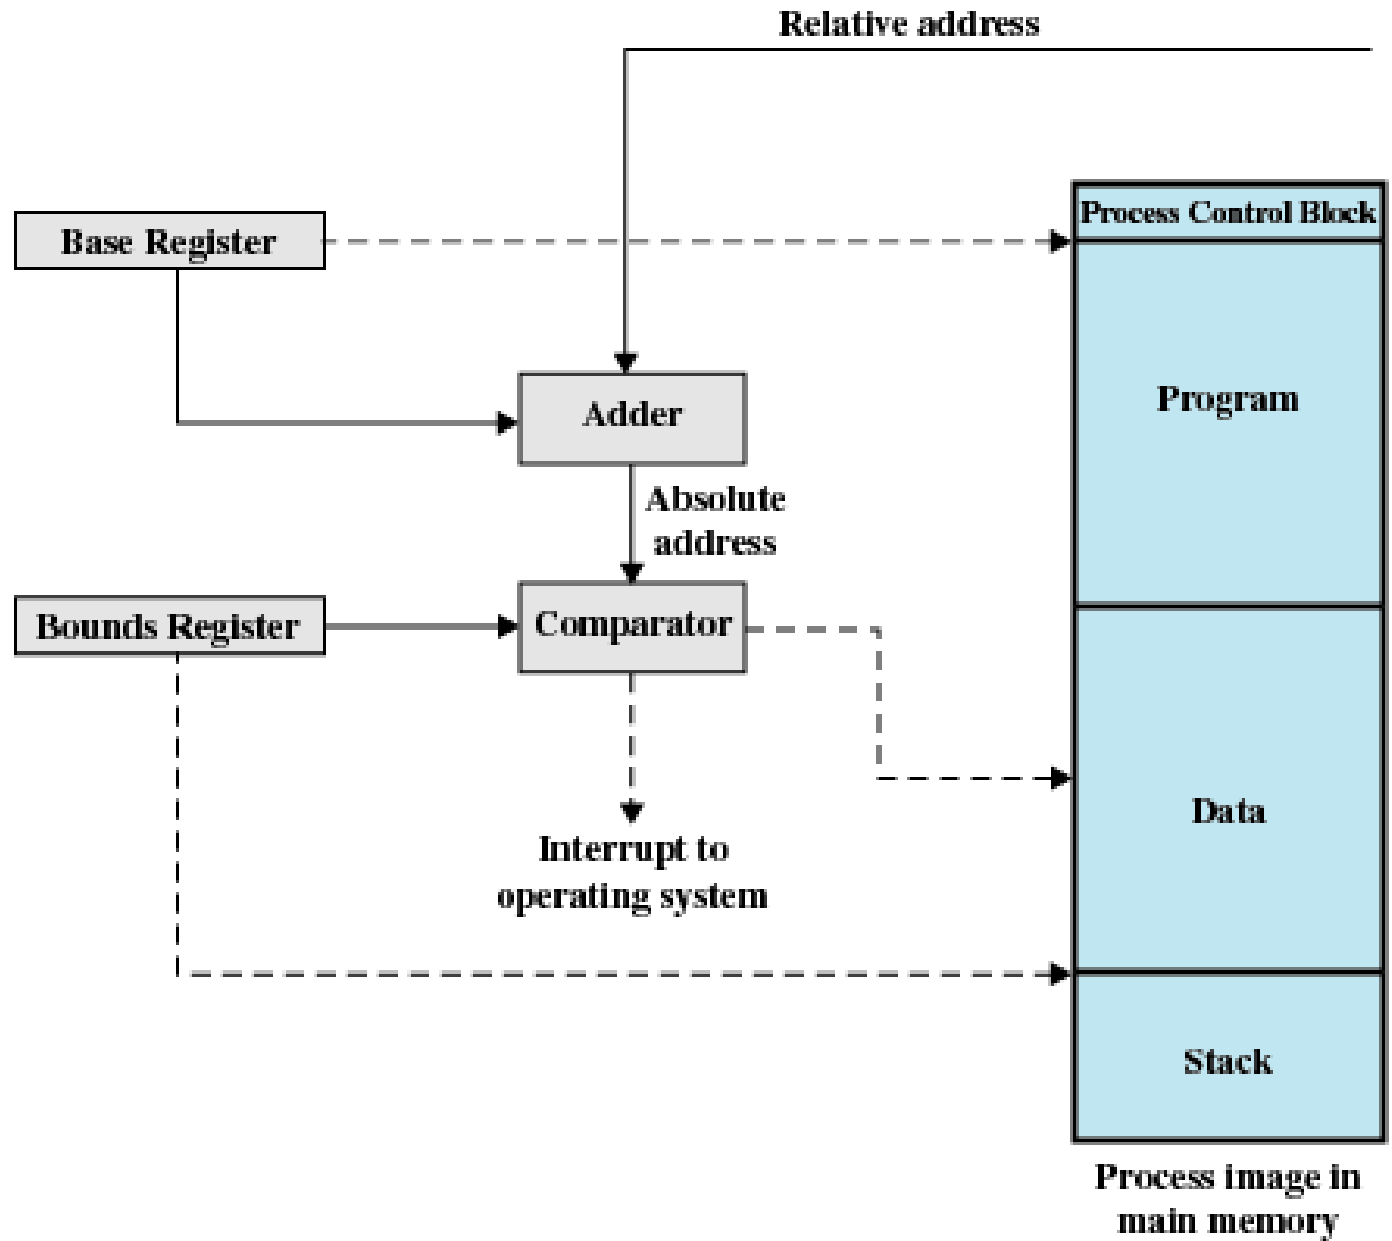 Relative address
Process Control Block
Base Register
Program
Adder
Absolute
address
Bounds Register
Comparator
Data
Interrupt to
operating system
Stack
Process image in
main memory